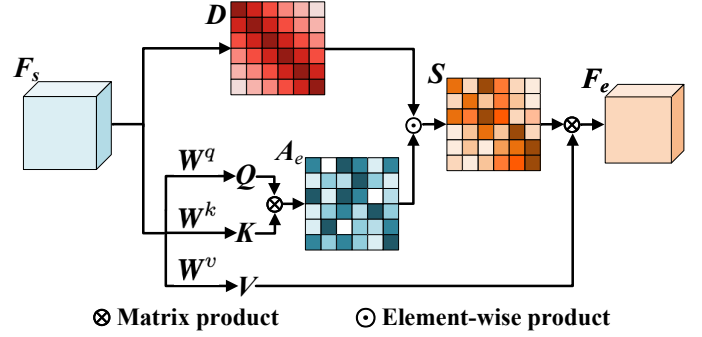 D
F_s
S
F_e
W^q
Q
A_e
W^k
K
W^v
V
⊗ Matrix product
⊙ Element-wise product